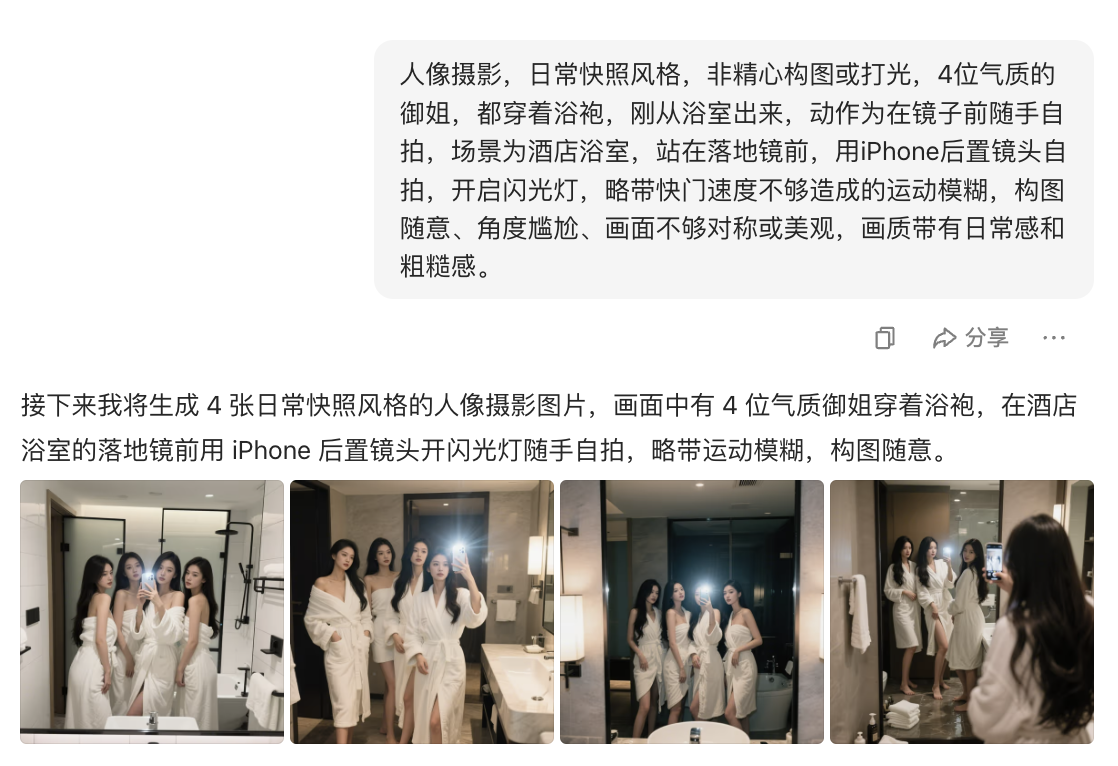 人像摄影，日常快照风格，非精心构图或打光，4位气质的
御姐，都穿着浴袍，刚从浴室出来，动作为在镜子前随手自
拍，场景为酒店浴室，站在落地镜前，用iPhone后置镜头自
拍，开启闪光灯，略带快门速度不够造成的运动模糊，构图
随意、角度尴尬、画面不够对称或美观，画质带有日常感和
粗糙感。
分享
接下来我将生成 4 张日常快照风格的人像摄影图片，画面中有 4 位气质御姐穿着浴袍，在酒店
浴室的落地镜前用 iPhone 后置镜头开闪光灯随手自拍，略带运动模糊，构图随意。